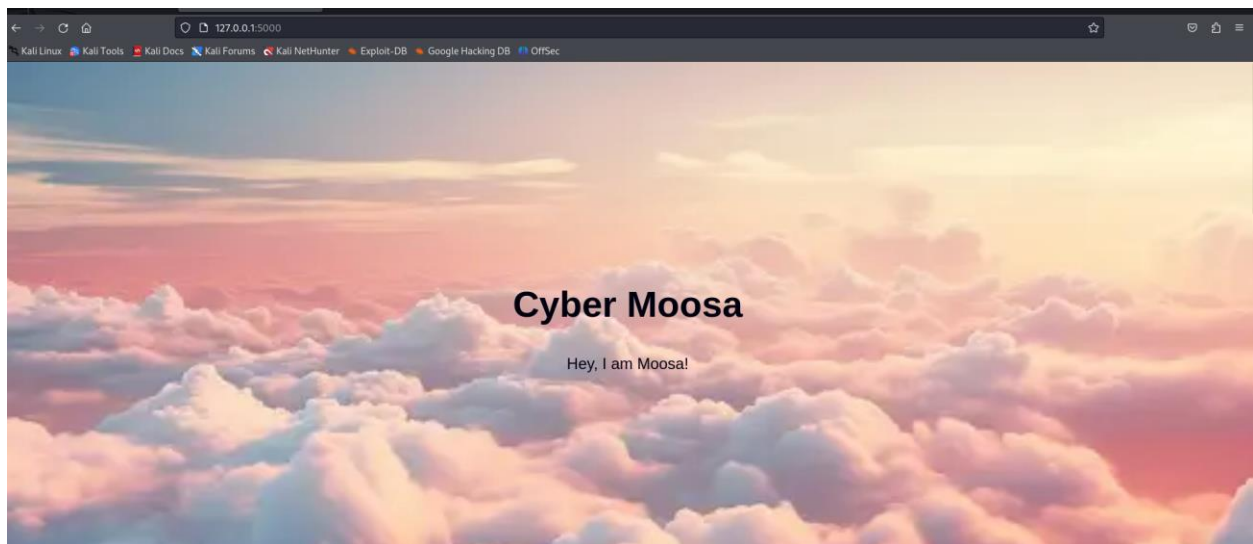 127.0.0.1:5000
Kali Linux Kali Tools Kali Docs Kali Forums Kali NetHunter Exploit-DB Google Hacking DB OffSec
Cyber Moosa
Hey, I am Moosa!